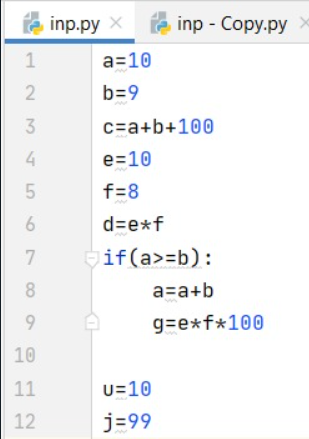 inp.py inp - Copy.py
1 a=10
2 b=9
3 c=a+b+100
4 e=10
5 f=8
6 d=e*f
7 if(a>=b):
8 a=a+b
9 g=e*f*100
10
11 u=10
12 j=99